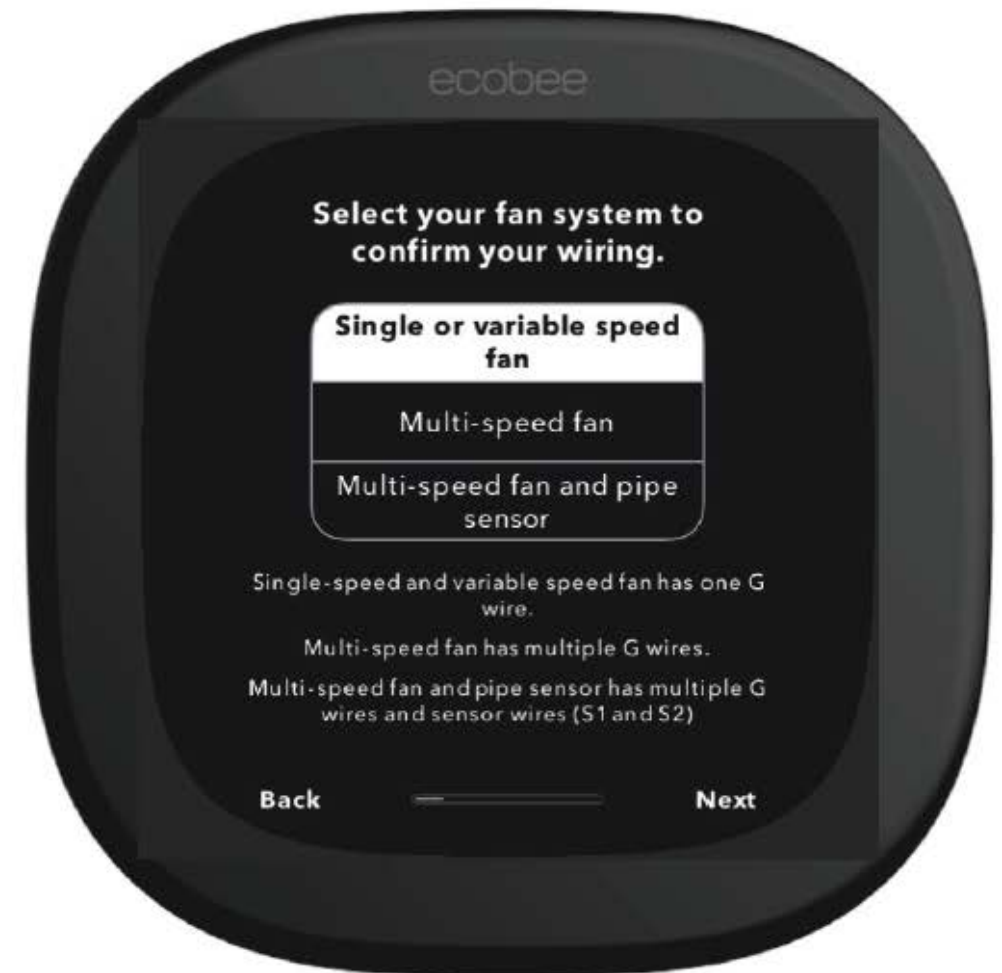 ecobee
Select your fan system to
confirm your wiring.
Single or variable speed
fan
Multi-speed fan
Multi-speed fan and pipe
sensor
Single-speed and variable speed fan has one G
wire.
Multi-speed fan has multiple G wires.
Multi-speed fan and pipe sensor has multiple G
wires and sensor wires (S1 and S2)
Back
Next